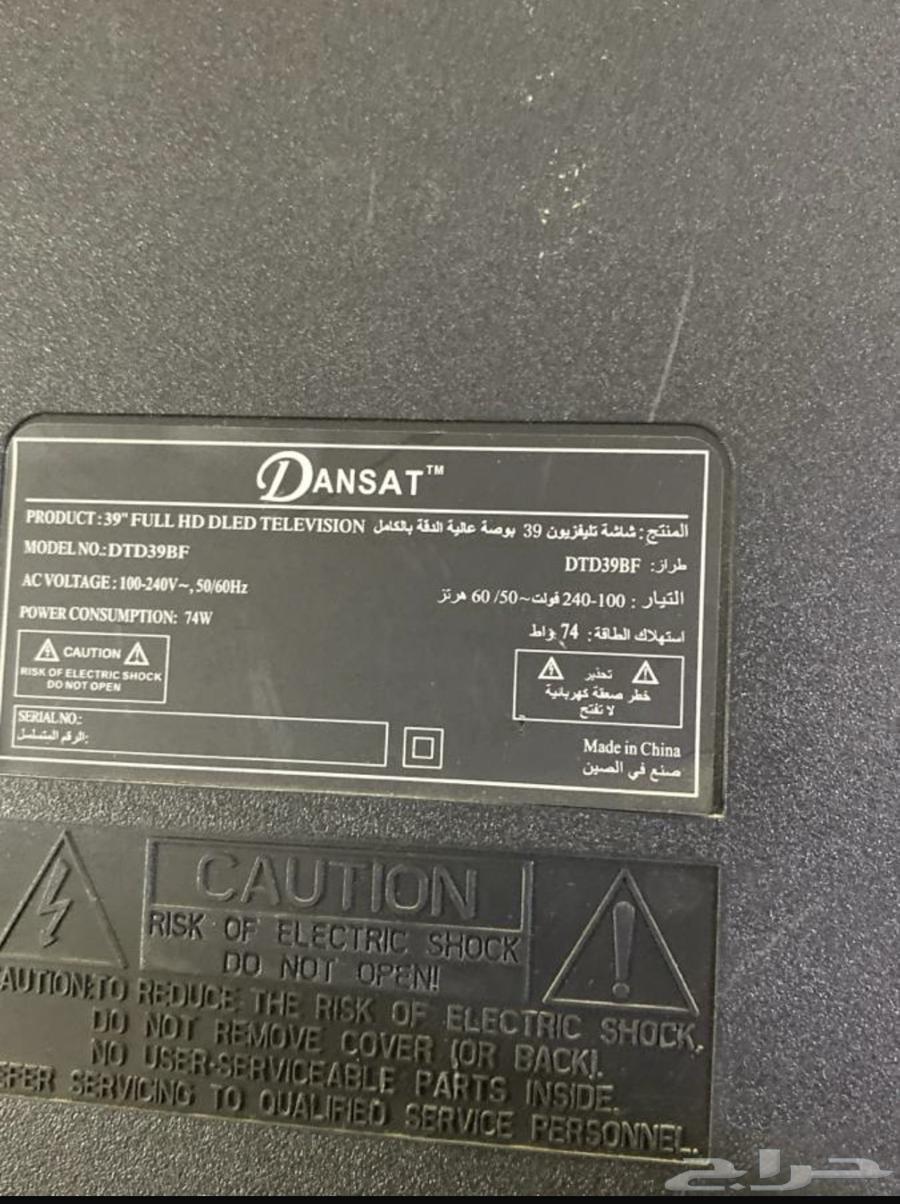 DANSAT™
PRODUCT: 39" FULL HD DLED TELEVISION المنتج: شاشة تليفزيون 39 بوصة عالية الدقة بالكامل
MODEL NO.: DTD39BF
طراز: DTD39BF
AC VOLTAGE: 100-240V~, 50/60Hz
التيار : 100-240 فولت~50/ 60 هرتز
POWER CONSUMPTION: 74W
استهلاك الطاقة: 74 واط
CAUTION
RISK OF ELECTRIC SHOCK
DO NOT OPEN
تحذير
خطر صعقة كهربائية
لا تفتح
SERIAL NO.:
الرقم المتسلسل:
Made in China
صنع في الصين
CAUTION
RISK OF ELECTRIC SHOCK
DO NOT OPEN!
AUTION:TO REDUCE THE RISK OF ELECTRIC SHOCK,
DO NOT REMOVE COVER (OR BACK).
NO USER-SERVICEABLE PARTS INSIDE.
EFER SERVICING TO QUALIFIED SERVICE PERSONNEL.
حراج